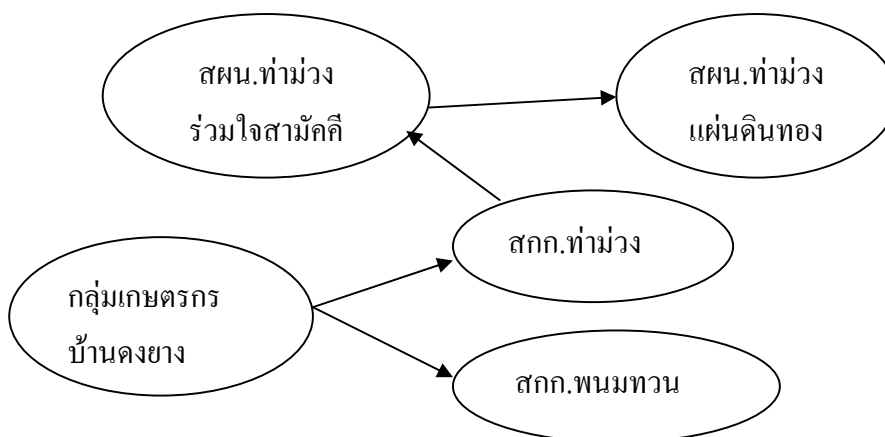 สผน.ท่าม่วง
ร่วมใจสามัคคี
สผน.ท่าม่วง
แผ่นดินทอง
สกก.ท่าม่วง
กลุ่มเกษตรกร
บ้านดงยาง
สกก.พนมทวน